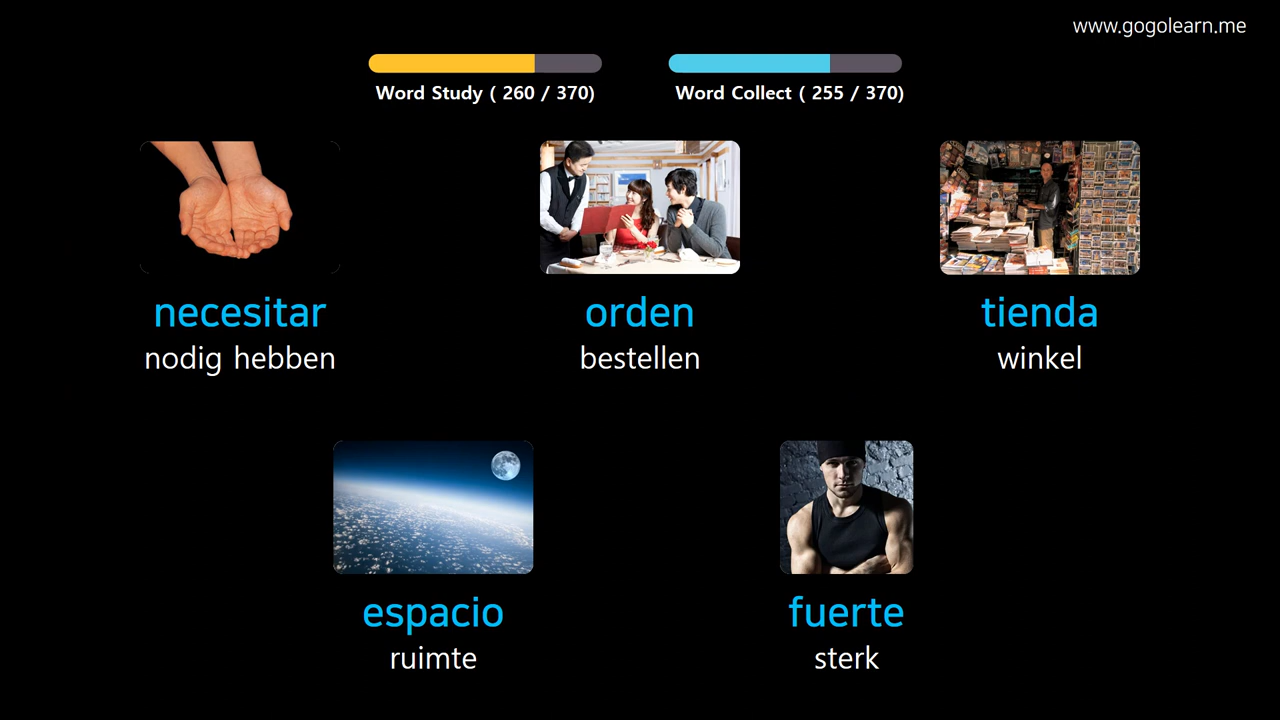 www.gogolearn.me
Word Study ( 260 / 370)
Word Collect ( 255 / 370)
necesitar
nodig hebben
orden
bestellen
tienda
winkel
espacio
ruimte
fuerte
sterk